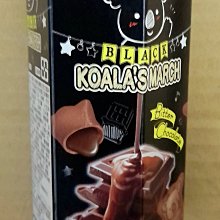 BLACK
KOALA'S MARCH
Bitter
Chocolate